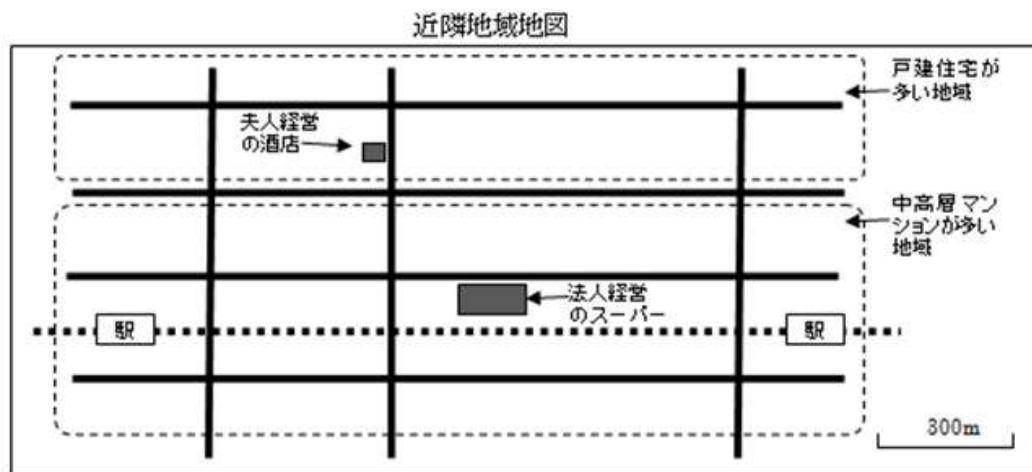 近隣地域地図
戸建住宅が
多い地域
夫人経営
の酒店
中高層マン
ションが多い
地域
法人経営
のスーパー
駅
駅
300m